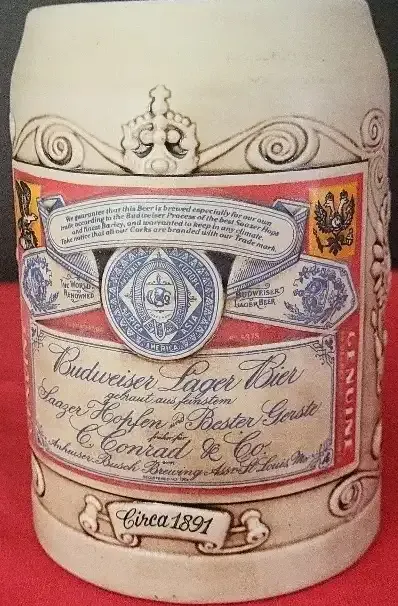 We guarantee that this Beer is brewed especially for our own
trade according to the Budweiser Process of the best Saazer Hops
and finest Barley, and warranted to keep in any climate.
Take notice that all our Corks are branded with our Trade mark.
THE WORLD
RENOWNED
BUDWEISER
LAGER BEER
AMERICA ASIA
GENUINE
Budweiser Lager Bier
gebraut aus feinstem
Saazer Hopfen und Bester Gerste
C. Conrad & Co.
Anheuser Busch Brewing Ass'n St. Louis Mo.
Circa 1891